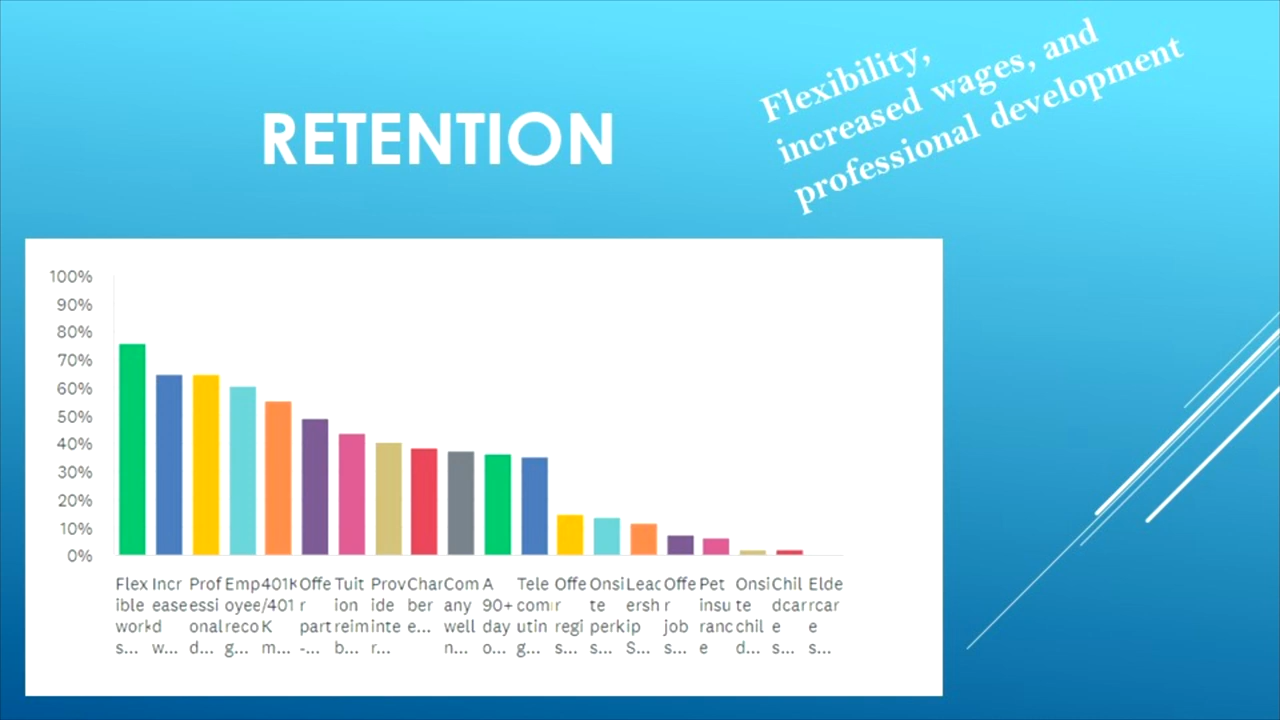 Flexibility,
increased wages, and
professional development
RETENTION
100%
90%
80%
70%
60%
50%
40%
30%
20%
10%
0%
Flex Incr Prof Emp 401K Offe Tuit Prov Char Com A Tele Offe Onsi Leac Offe Pet Onsi Chil Elde
ible ease essi oyee /401 r ion ide ber any 90+ com r te ersh r insu te dcar rcar
work d onal reco K part reim inte e... well day utin regi perk ip job ranc chil e e
s... w... d... g... m... -... b... r... n... o... g... s... s... S... s... e d... s... s...